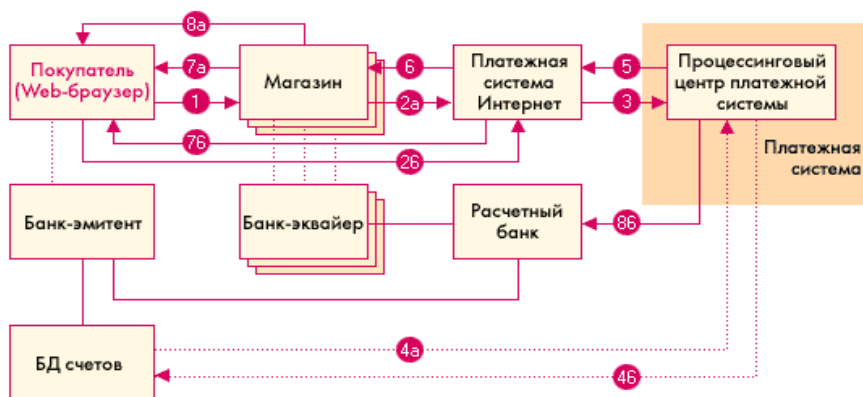 8а
Покупатель
(Web-браузер)
7а
1
Магазин
6
2а
Платежная
система
Интернет
5
3
Процессинговый
центр платежной
системы
7б
2б
Платежная
система
Банк-эмитент
Банк-эквайер
Расчетный
банк
8б
БД счетов
4а
4б